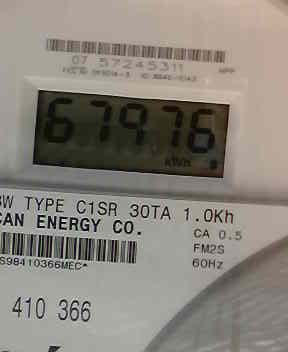 07 57245311
67976
kWh
3W TYPE C1SR 30TA 1.0Kh
CAN ENERGY CO.
CA 0.5
FM2S
60Hz
S98410366MEC*
410 366